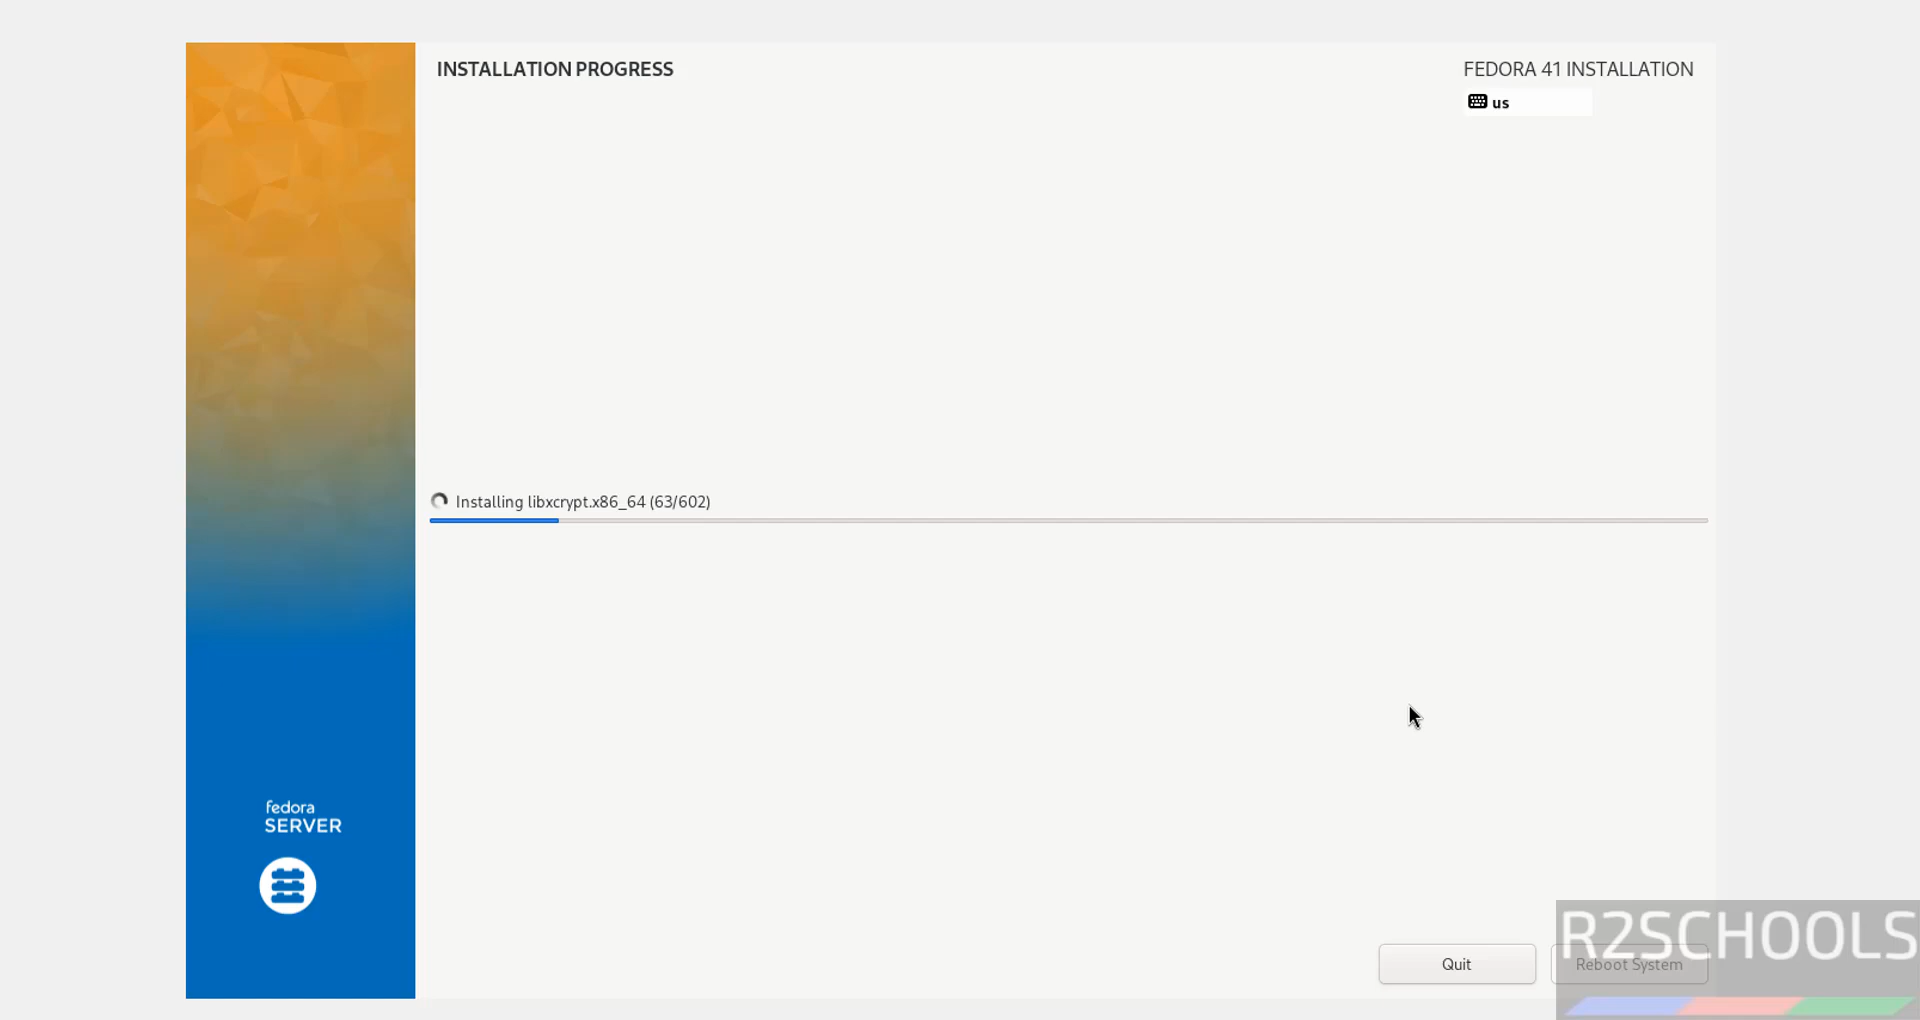 INSTALLATION PROGRESS
FEDORA 41 INSTALLATION
us
Installing libxcrypt.x86_64 (63/602)
fedora
SERVER
Quit
Reboot System
R2SCHOOLS